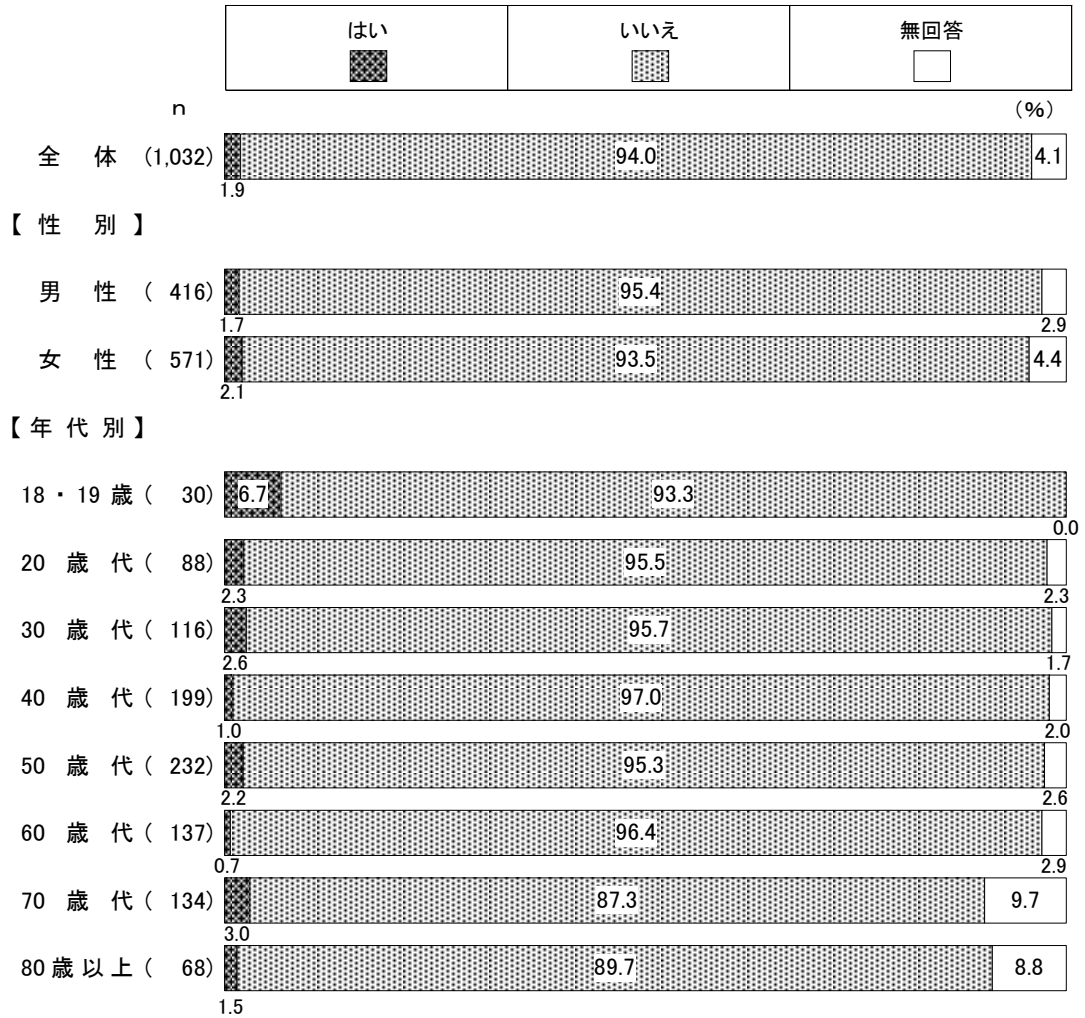 はい いいえ 無回答
n (%)
全 体 (1,032) 94.0 4.1
1.9
【 性 別 】
男 性 ( 416) 95.4
1.7 2.9
女 性 ( 571) 93.5 4.4
2.1
【 年 代 別 】
18 ・ 19 歳 ( 30) 6.7 93.3
0.0
20 歳 代 ( 88) 95.5
2.3 2.3
30 歳 代 ( 116) 95.7
2.6 1.7
40 歳 代 ( 199) 97.0
1.0 2.0
50 歳 代 ( 232) 95.3
2.2 2.6
60 歳 代 ( 137) 96.4
0.7 2.9
70 歳 代 ( 134) 87.3 9.7
3.0
80 歳 以 上 ( 68) 89.7 8.8
1.5